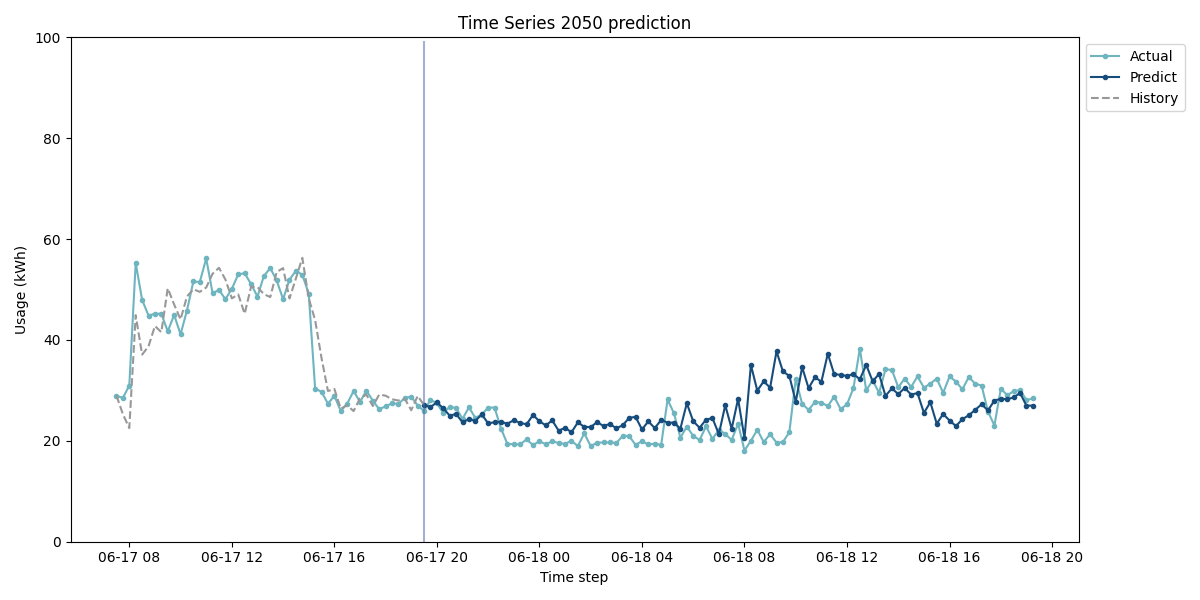 Time Series 2050 prediction
100
80
60
40
20
0
Usage (kWh)
06-17 08
06-17 12
06-17 16
06-17 20
06-18 00
06-18 04
06-18 08
06-18 12
06-18 16
06-18 20
Time step
Actual
Predict
History